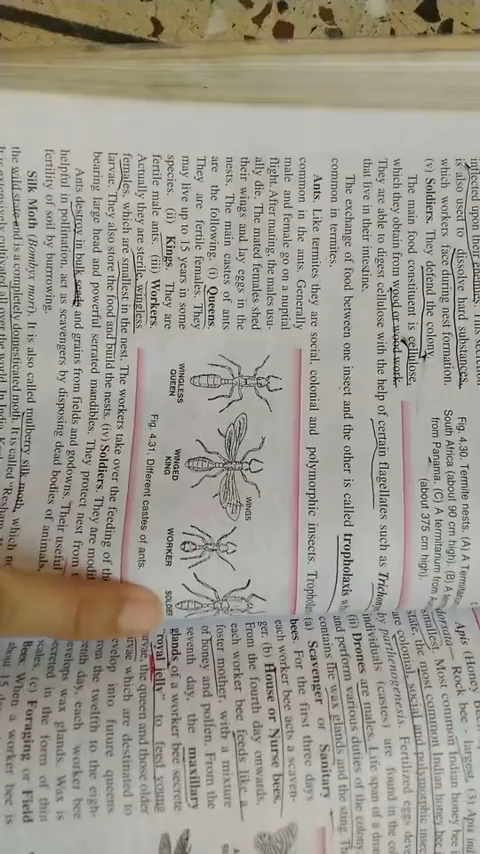 inflicted upon their enemies. This secretion
is also used to dissolve hard substances,
which workers face during nest formation.
(v) Soldiers. They defend the colony.
The main food constituent is cellulose,
which they obtain from wood or wood work.
They are able to digest cellulose with the help of certain flagellates such as
that live in their intestine.
The exchange of food between one insect and the other is called tropholaxis
common in termites.
Ants. Like termites they are social, colonial and polymorphic insects.
common in the ants. Generally
male and female go on a nuptial
flight. After mating, the males usu-
ally die. The mated females shed
their wings and lay eggs in the
nests. The main castes of ants
are the following. (i) Queens.
They are fertile females. They
may live up to 15 years in some
species. (ii) Kings. They are
fertile male ants. (iii) Workers.
Actually they are sterile, wingless
females, which are smallest in the nest. The workers take over the feeding of
larvae. They also store the food and build the nests. (iv) Soldiers. They are
bearing large head and powerful serrated mandibles. They protect nest from
Ants destroy in bulk seeds and grains from fields and godowns. Their useful
helpful in pollination, act as scavengers by disposing dead bodies of animals,
fertility of soil by burrowing.
Silk Moth (Bombyx mori). It is also called mulberry silk moth, which
the wild state and is a completely domesticated moth. It is called
It is extensively cultivated all over the world. In India,
Fig. 4.30. Termite nests. (A) A
South Africa (about 90 cm high). (B) A
from Panama. (C) A termitarium from
(about 375 cm high).
WINGLESS
QUEEN
WINGED
KING
WINGS
WORKER
Fig. 4.31. Different castes of ants.
Apis (Honey
Rock bee - largest, (3) Apis
smallest. Most common Indian honey bee
state, the most common Indian honey bee
are colonial, social and polymorphic
by parthenogenesis. Fertilized eggs
individuals (castes) are found in the
(ii) Drones are males. Life span of a
and perform various duties of the colony.
contains the wax glands and the sting.
(a) Scavenger or Sanitary
bees. For the first three days
each worker bee acts a scaven-
ger. (b) House or Nurse bees.
From the fourth day onwards,
each worker bee feeds like a
foster mother, with a mixture
of honey and pollen. From the
seventh day, the maxillary
glands of a worker bee secrete
"royal jelly" to feed young
larvae, the queen and those older
larvae which are destined to
develop into future queens
from the twelfth to the eigh-
teenth day, each worker bee
develops wax glands. Wax is
secreted in the form of thin
scales. (c) Foraging or Field
Bees. When a worker bee is
about 15